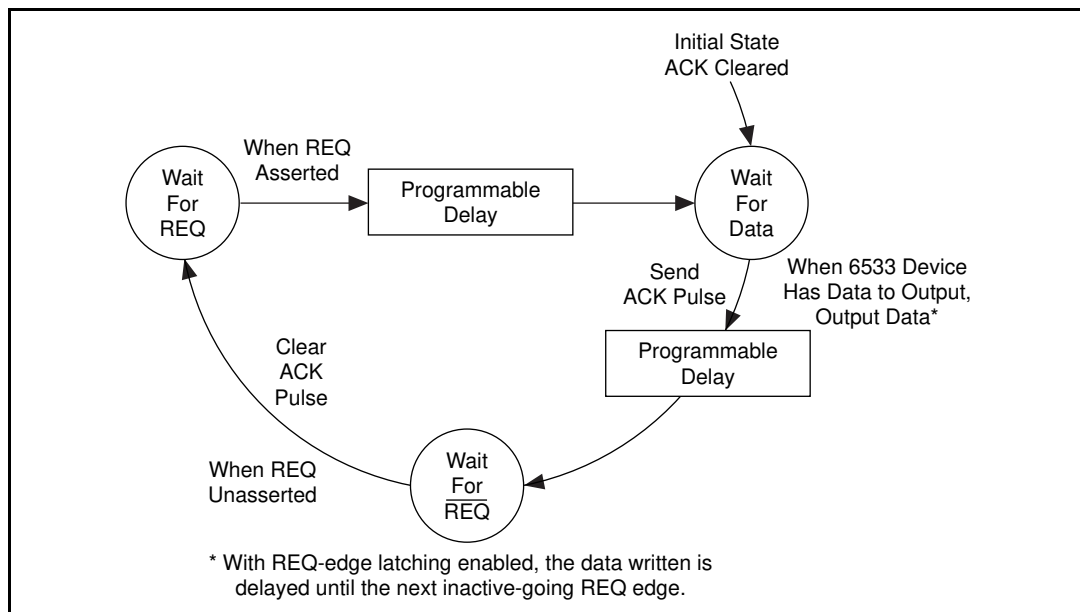 Initial State
ACK Cleared
When REQ
Asserted
Wait
For
REQ
Programmable
Delay
Wait
For
Data
Send
ACK Pulse
When 6533 Device
Has Data to Output,
Output Data*
Programmable
Delay
Clear
ACK
Pulse
When REQ
Unasserted
Wait
For
R̅E̅Q̅
* With REQ-edge latching enabled, the data written is
delayed until the next inactive-going REQ edge.